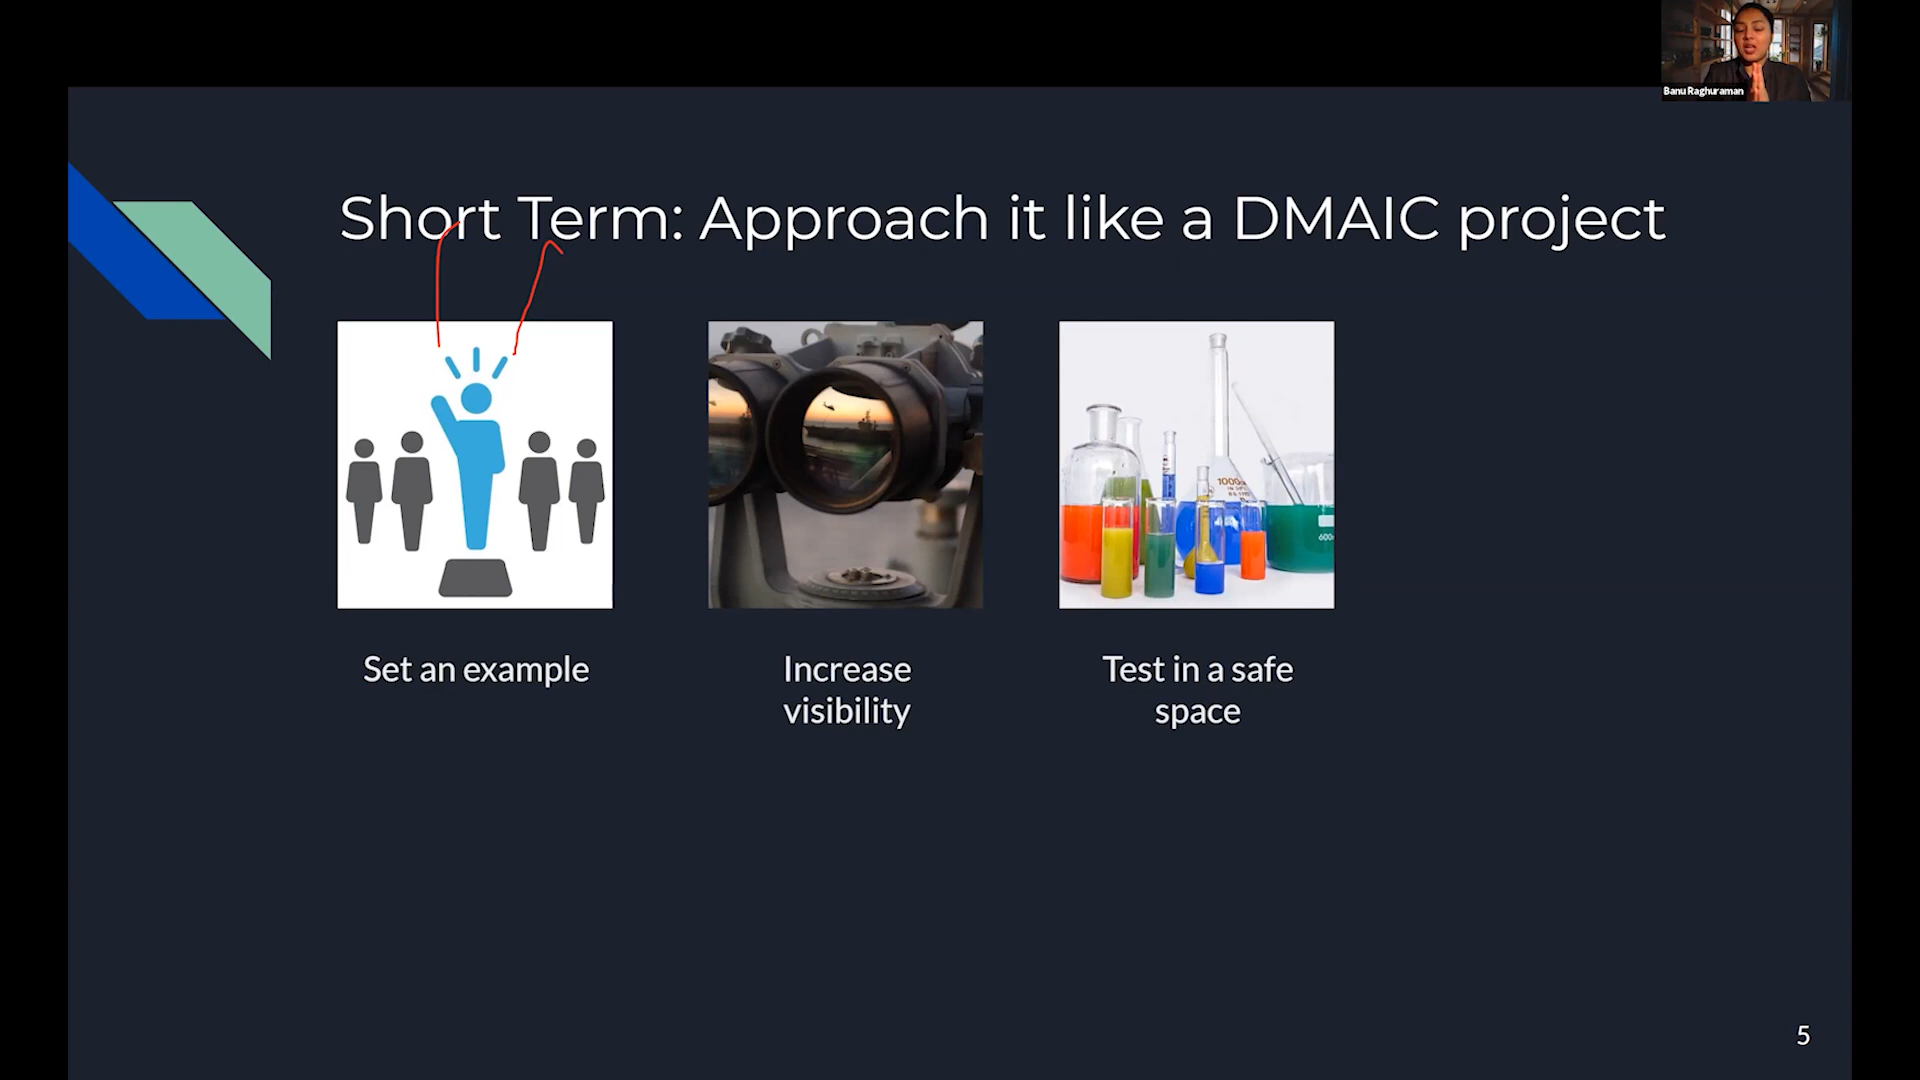 Banu Raghuraman
Short Term: Approach it like a DMAIC project
Set an example
Increase
visibility
Test in a safe
space
5